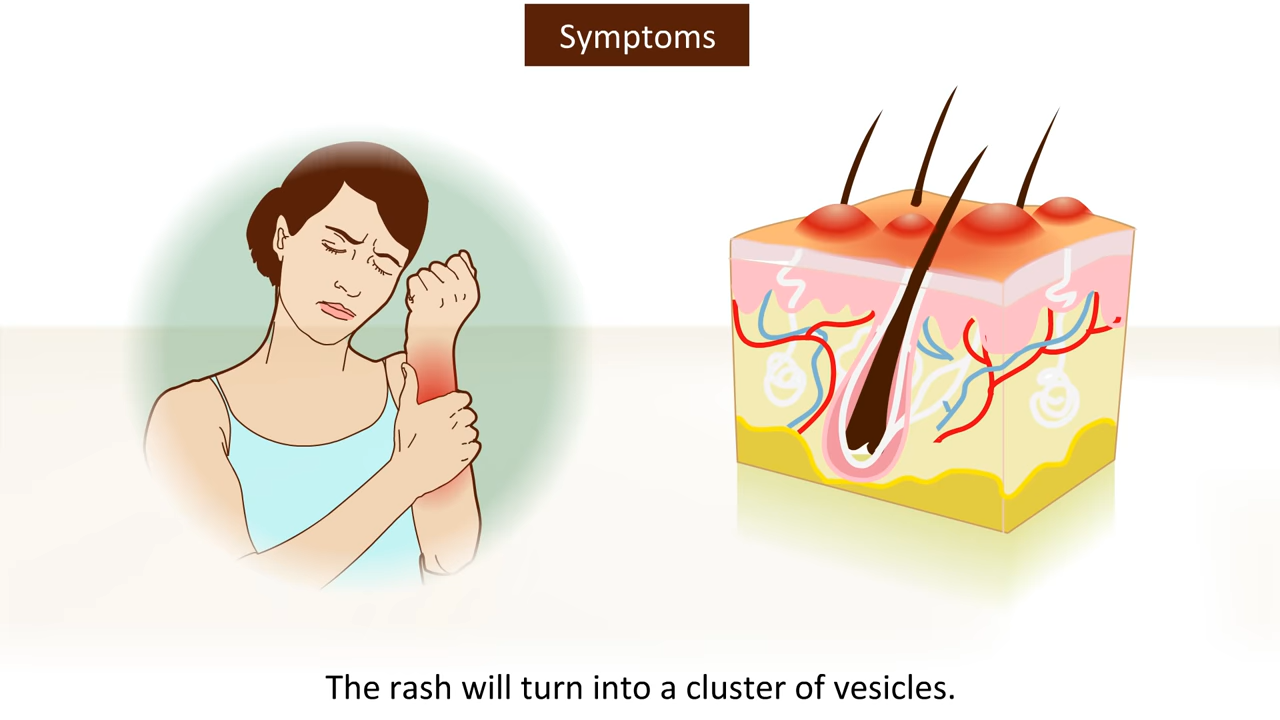 Symptoms
The rash will turn into a cluster of vesicles.